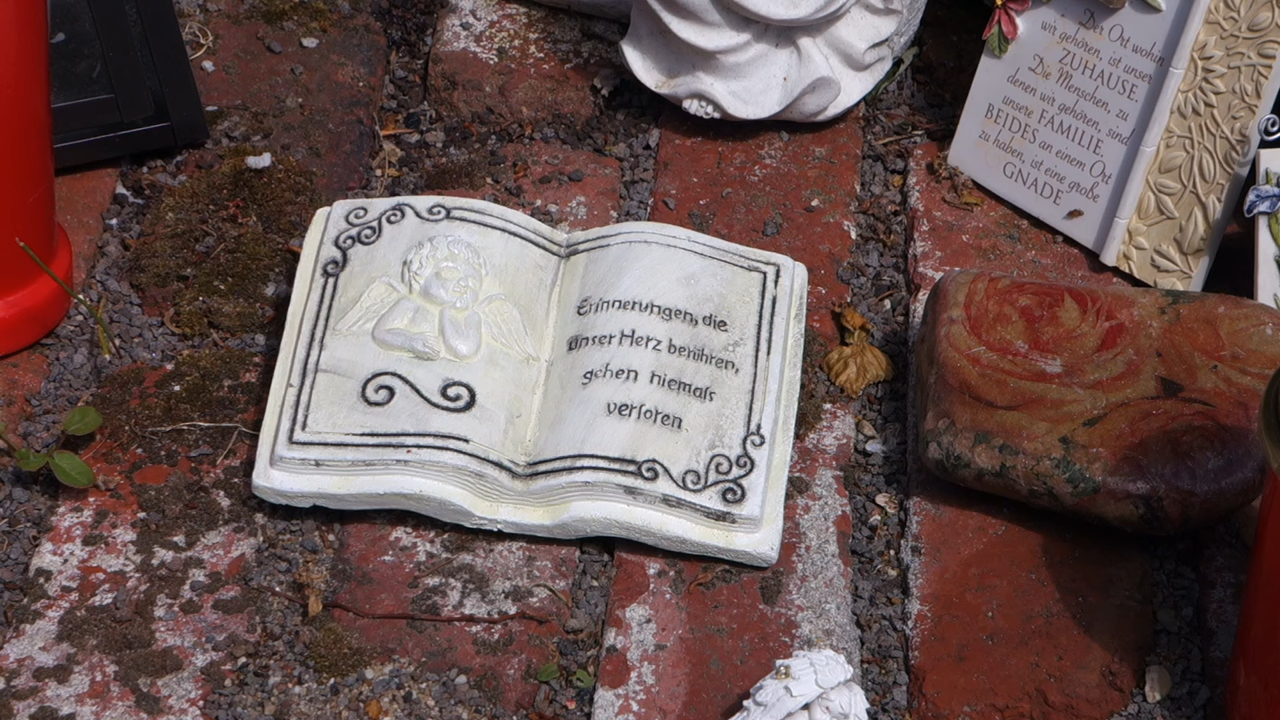 Der Ort wohin
wir gehören, ist unser
ZUHAUSE.
Die Menschen, zu
denen wir gehören, sind
unsere FAMILIE.
BEIDES an einem Ort
zu haben, ist eine große
GNADE
Erinnerungen, die
unser Herz berühren,
gehen niemals
verloren.